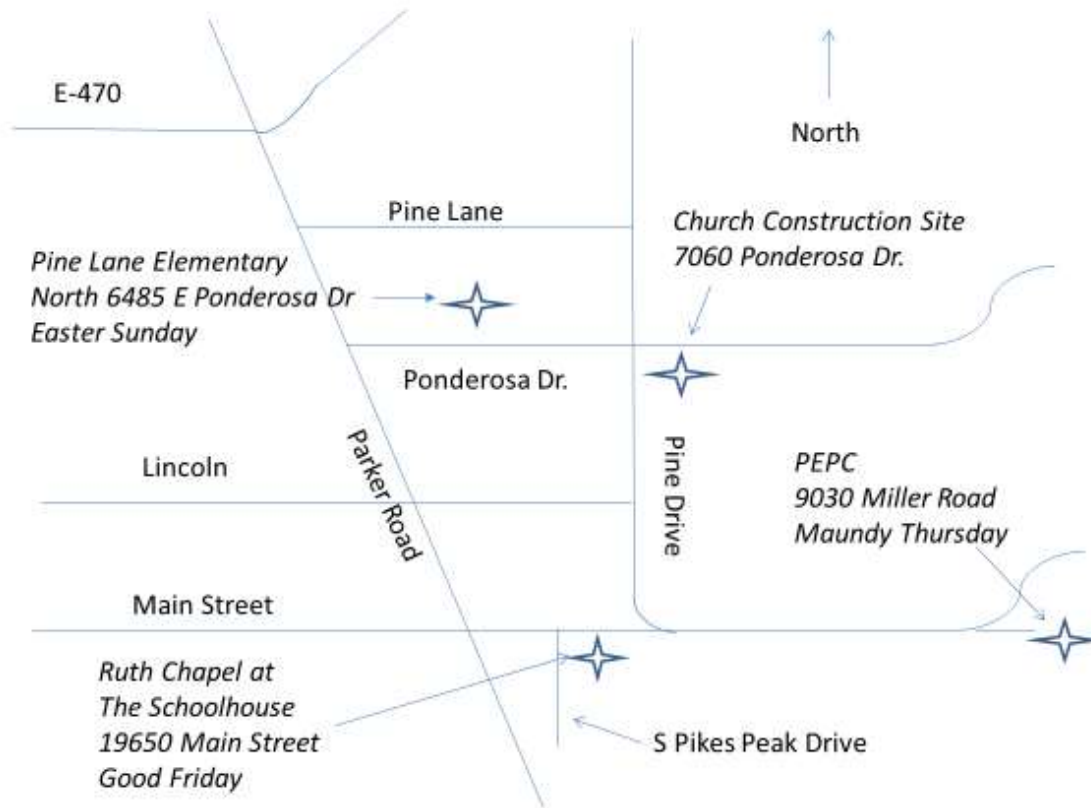 E-470
North
Pine Lane
Church Construction Site
7060 Ponderosa Dr.
Pine Lane Elementary
North 6485 E Ponderosa Dr
Easter Sunday
Ponderosa Dr.
Parker Road
Lincoln
Pine Drive
PEPC
9030 Miller Road
Maundy Thursday
Main Street
Ruth Chapel at
The Schoolhouse
19650 Main Street
Good Friday
S Pikes Peak Drive